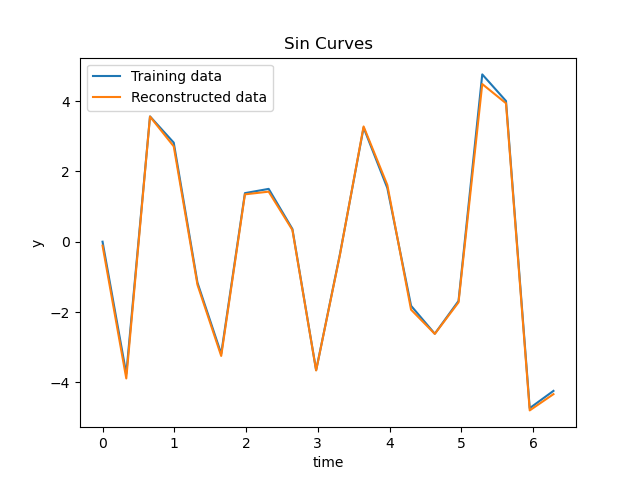 Sin Curves
Training data
Reconstructed data
4
2
0
−2
−4
y
0 1 2 3 4 5 6
time